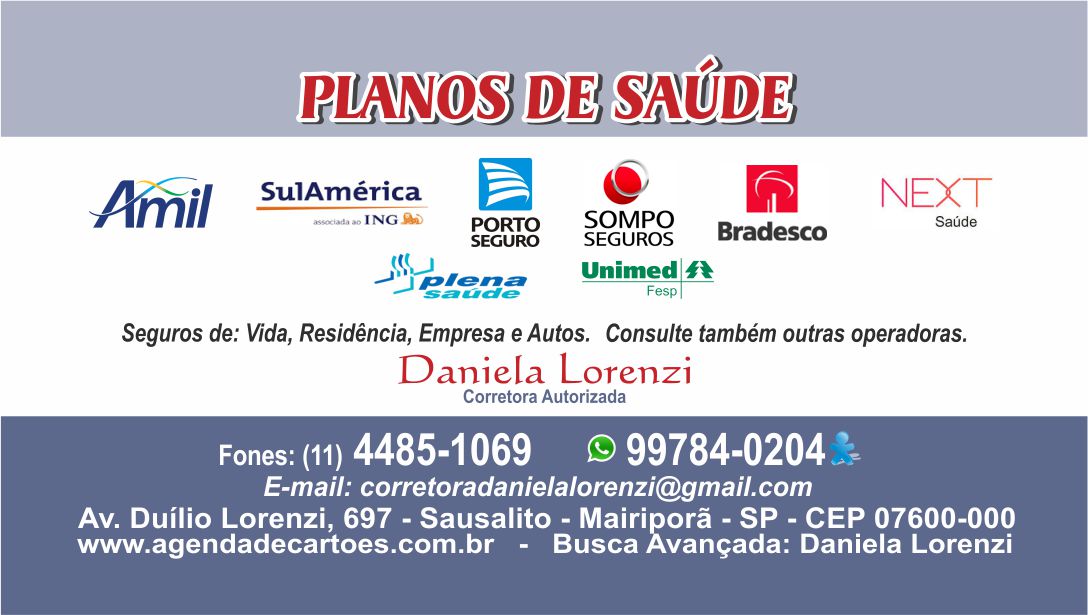 PLANOS DE SAÚDE
Amil
SulAmérica
associada ao ING
PORTO
SEGURO
SOMPO
SEGUROS
Bradesco
NEXT
Saúde
plena
saúde
Unimed
Fesp
Seguros de: Vida, Residência, Empresa e Autos. Consulte também outras operadoras.
Daniela Lorenzi
Corretora Autorizada
Fones: (11) 4485-1069 99784-0204
E-mail: corretoradanielalorenzi@gmail.com
Av. Duílio Lorenzi, 697 - Sausalito - Mairiporã - SP - CEP 07600-000
www.agendadecartoes.com.br - Busca Avançada: Daniela Lorenzi